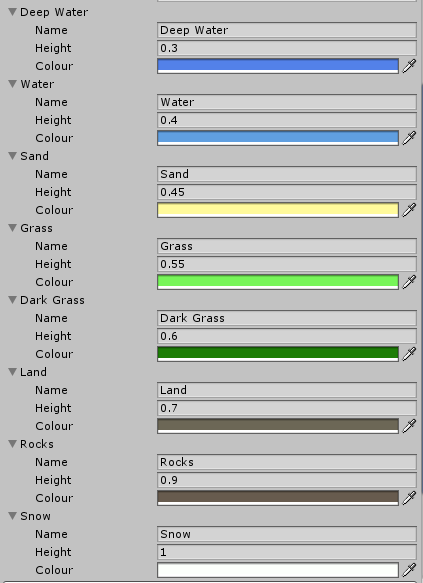 Deep Water
Name Deep Water
Height 0.3
Colour
Water
Name Water
Height 0.4
Colour
Sand
Name Sand
Height 0.45
Colour
Grass
Name Grass
Height 0.55
Colour
Dark Grass
Name Dark Grass
Height 0.6
Colour
Land
Name Land
Height 0.7
Colour
Rocks
Name Rocks
Height 0.9
Colour
Snow
Name Snow
Height 1
Colour